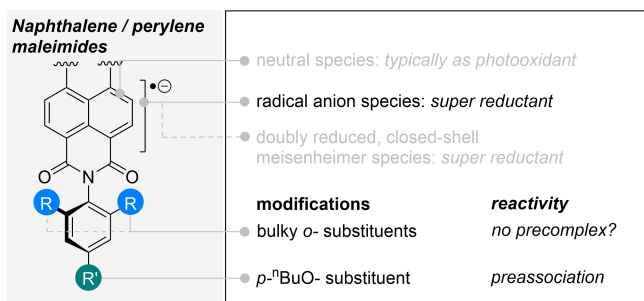 Naphthalene / perylene
maleimides
neutral species: typically as photooxidant
•⊖
radical anion species: super reductant
doubly reduced, closed-shell
meisenheimer species: super reductant
O N O
R R
modifications reactivity
bulky o- substituents no precomplex?
R' p-ⁿBuO- substituent preassociation